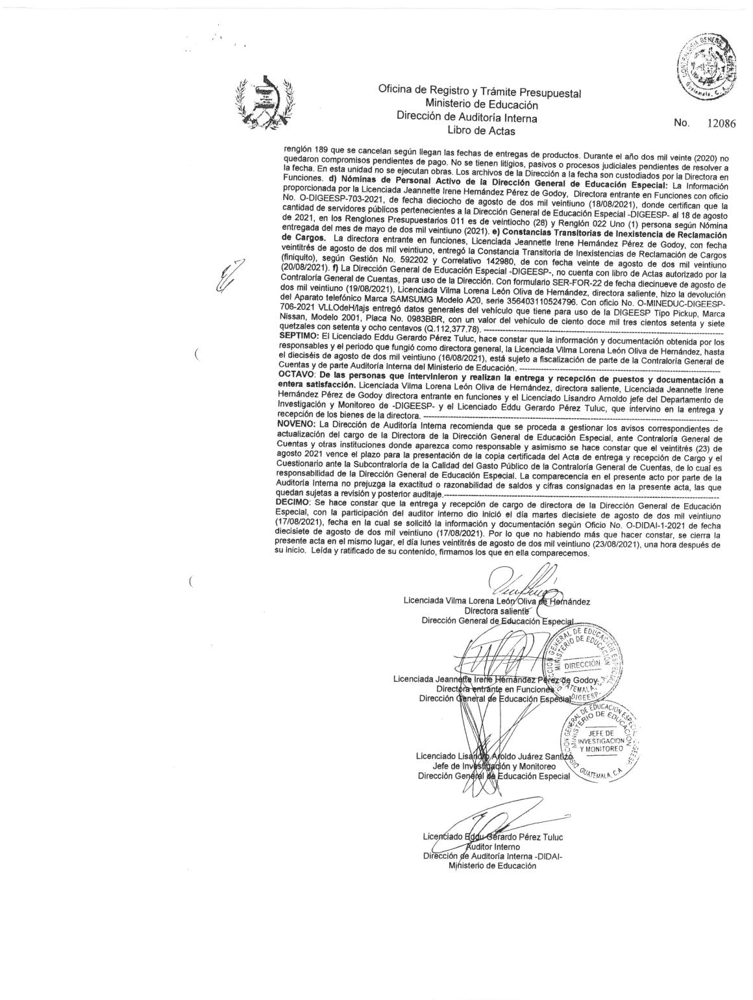 CONTRALORIA GENERAL DE CUENTAS
Guatemala, C. A.
Oficina de Registro y Trámite Presupuestal
Ministerio de Educación
Dirección de Auditoría Interna
Libro de Actas
No. 12086
renglón 189 que se cancelan según llegan las fechas de entregas de productos. Durante el año dos mil veinte (2020) no
quedaron compromisos pendientes de pago. No se tienen litigios, pasivos o procesos judiciales pendientes de resolver a
la fecha. En esta unidad no se ejecutan obras. Los archivos de la Dirección a la fecha son custodiados por la Directora en
Funciones. d) Nóminas de Personal Activo de la Dirección General de Educación Especial: La Información
proporcionada por la Licenciada Jeannette Irene Hernández Pérez de Godoy, Directora entrante en Funciones con oficio
No. O-DIGEESP-703-2021, de fecha dieciocho de agosto de dos mil veintiuno (18/08/2021), donde certifican que la
cantidad de servidores públicos pertenecientes a la Dirección General de Educación Especial -DIGEESP- al 18 de agosto
de 2021, en los Renglones Presupuestarios 011 es de veintiocho (28) y Renglón 022 Uno (1) persona según Nómina
entregada del mes de mayo de dos mil veintiuno (2021). e) Constancias Transitorias de Inexistencia de Reclamación
de Cargos. La directora entrante en funciones, Licenciada Jeannette Irene Hernández Pérez de Godoy, con fecha
veintitrés de agosto de dos mil veintiuno, entregó la Constancia Transitoria de Inexistencias de Reclamación de Cargos
(finiquito), según Gestión No. 592202 y Correlativo 142980, de con fecha veinte de agosto de dos mil veintiuno
(20/08/2021). f) La Dirección General de Educación Especial -DIGEESP-, no cuenta con libro de Actas autorizado por la
Contraloría General de Cuentas, para uso de la Dirección. Con formulario SER-FOR-22 de fecha diecinueve de agosto de
dos mil veintiuno (19/08/2021), Licenciada Vilma Lorena León Oliva de Hernández, directora saliente, hizo la devolución
del Aparato telefónico Marca SAMSUMG Modelo A20, serie 356403110524796. Con oficio No. O-MINEDUC-DIGEESP-
706-2021 VLLOdeH/lajs entregó datos generales del vehículo que tiene para uso de la DIGEESP Tipo Pickup, Marca
Nissan, Modelo 2001, Placa No. 0983BBR, con un valor del vehículo de ciento doce mil tres cientos setenta y siete
quetzales con setenta y ocho centavos (Q.112,377.78). ----------
SEPTIMO: El Licenciado Eddu Gerardo Pérez Tuluc, hace constar que la información y documentación obtenida por los
responsables y el periodo que fungió como directora general, la Licenciada Vilma Lorena León Oliva de Hernández, hasta
el dieciséis de agosto de dos mil veintiuno (16/08/2021), está sujeto a fiscalización de parte de la Contraloría General de
Cuentas y de parte Auditoría Interna del Ministerio de Educación. ----------
OCTAVO: De las personas que intervinieron y realizan la entrega y recepción de puestos y documentación a
entera satisfacción. Licenciada Vilma Lorena León Oliva de Hernández, directora saliente, Licenciada Jeannette Irene
Hernández Pérez de Godoy directora entrante en funciones y el Licenciado Lisandro Arnoldo jefe del Departamento de
Investigación y Monitoreo de -DIGEESP- y el Licenciado Eddu Gerardo Pérez Tuluc, que intervino en la entrega y
recepción de los bienes de la directora. ----------
NOVENO: La Dirección de Auditoría Interna recomienda que se proceda a gestionar los avisos correspondientes de
actualización del cargo de la Directora de la Dirección General de Educación Especial, ante Contraloría General de
Cuentas y otras instituciones donde aparezca como responsable y asimismo se hace constar que el veintitrés (23) de
agosto 2021 vence el plazo para la presentación de la copia certificada del Acta de entrega y recepción de Cargo y el
Cuestionario ante la Subcontraloría de la Calidad del Gasto Público de la Contraloría General de Cuentas, de lo cual es
responsabilidad de la Dirección General de Educación Especial. La comparecencia en el presente acto por parte de la
Auditoría Interna no prejuzga la exactitud o razonabilidad de saldos y cifras consignadas en la presente acta, las que
quedan sujetas a revisión y posterior auditaje.----------
DECIMO: Se hace constar que la entrega y recepción de cargo de directora de la Dirección General de Educación
Especial, con la participación del auditor interno dio inició el día martes diecisiete de agosto de dos mil veintiuno
(17/08/2021), fecha en la cual se solicitó la información y documentación según Oficio No. O-DIDAI-1-2021 de fecha
diecisiete de agosto de dos mil veintiuno (17/08/2021). Por lo que no habiendo más que hacer constar, se cierra la
presente acta en el mismo lugar, el día lunes veintitrés de agosto de dos mil veintiuno (23/08/2021), una hora después de
su inicio. Leída y ratificado de su contenido, firmamos los que en ella comparecemos.
Licenciada Vilma Lorena León Oliva de Hernández
Directora saliente
Dirección General de Educación Especial
DIRECCION GENERAL DE EDUCACION ESPECIAL
MINISTERIO DE EDUCACION
DIRECCIÓN
GUATEMALA, C.A.
-DIGEESP-
Licenciada Jeannette Irene Hernández Pérez de Godoy
Directora entrante en Funciones
Dirección General de Educación Especial
DIRECCION GENERAL DE EDUCACION ESPECIAL -DIGEESP-
MINISTERIO DE EDUCACION
JEFE DE
INVESTIGACION
Y MONITOREO
GUATEMALA, C.A.
Licenciado Lisandro Aroldo Juárez Santizo
Jefe de Investigación y Monitoreo
Dirección General de Educación Especial
Licenciado Eddu Gerardo Pérez Tuluc
Auditor Interno
Dirección de Auditoría Interna -DIDAI-
Ministerio de Educación